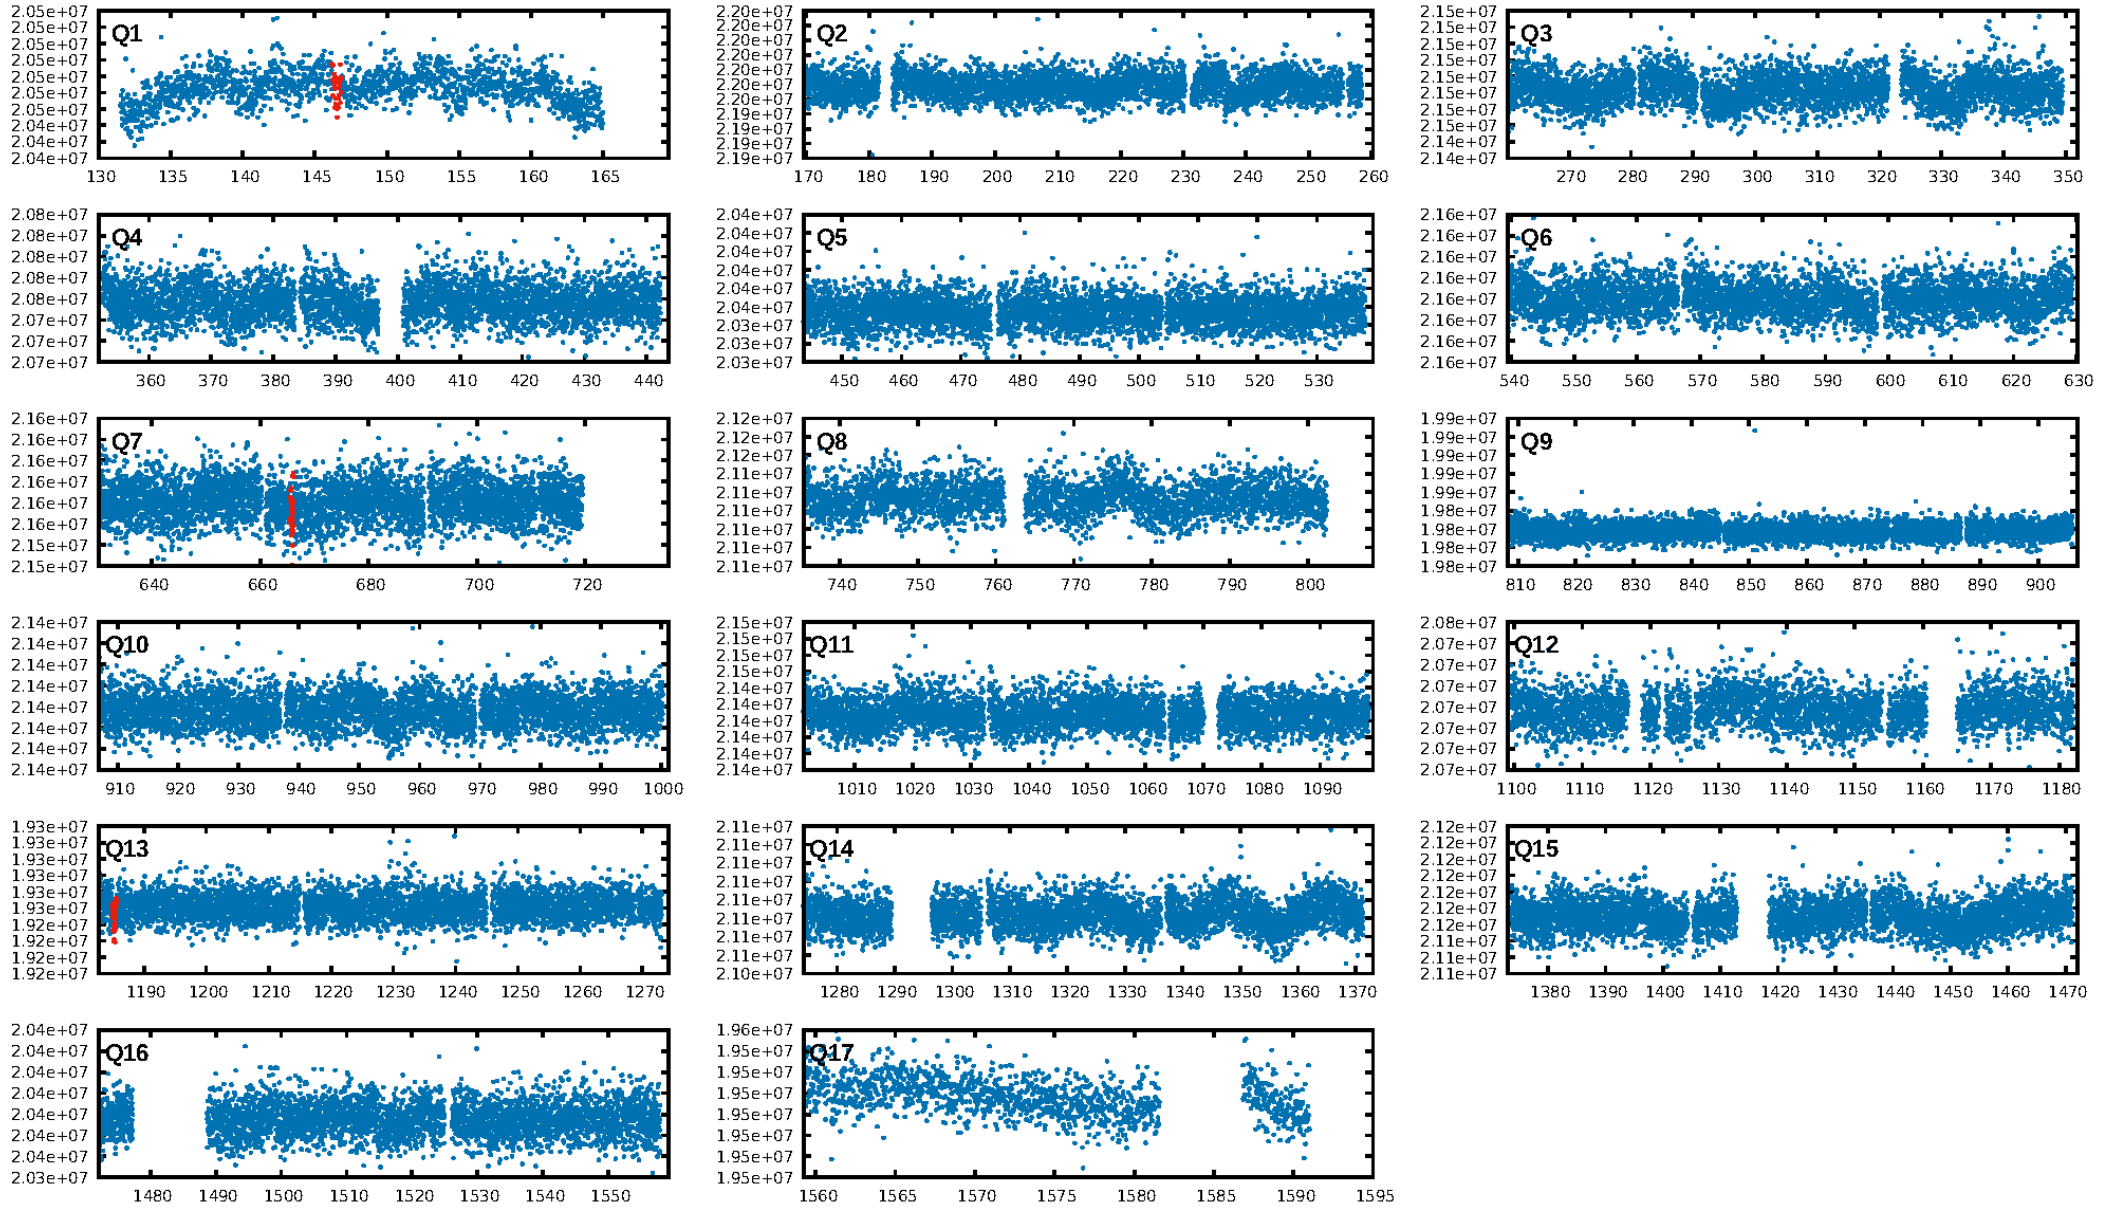 2.05e+07
2.05e+07
2.05e+07
2.05e+07
2.05e+07
2.05e+07
2.05e+07
2.04e+07
2.04e+07
2.04e+07
Q1
130 135 140 145 150 155 160 165
2.20e+07
2.20e+07
2.20e+07
2.20e+07
2.20e+07
2.20e+07
2.20e+07
2.19e+07
2.19e+07
2.19e+07
2.19e+07
Q2
170 180 190 200 210 220 230 240 250 260
2.15e+07
2.15e+07
2.15e+07
2.15e+07
2.15e+07
2.15e+07
2.15e+07
2.15e+07
2.14e+07
2.14e+07
Q3
270 280 290 300 310 320 330 340 350
2.08e+07
2.08e+07
2.08e+07
2.08e+07
2.08e+07
2.07e+07
2.07e+07
2.07e+07
Q4
360 370 380 390 400 410 420 430 440
2.04e+07
2.04e+07
2.04e+07
2.04e+07
2.04e+07
2.04e+07
2.03e+07
2.03e+07
2.03e+07
Q5
450 460 470 480 490 500 510 520 530
2.16e+07
2.16e+07
2.16e+07
2.16e+07
2.16e+07
2.16e+07
2.16e+07
2.16e+07
Q6
540 550 560 570 580 590 600 610 620 630
2.16e+07
2.16e+07
2.16e+07
2.16e+07
2.16e+07
2.16e+07
2.15e+07
2.15e+07
Q7
640 660 680 700 720
2.12e+07
2.12e+07
2.12e+07
2.11e+07
2.11e+07
2.11e+07
2.11e+07
2.11e+07
2.11e+07
Q8
740 750 760 770 780 790 800
1.99e+07
1.99e+07
1.99e+07
1.99e+07
1.99e+07
1.98e+07
1.98e+07
1.98e+07
1.98e+07
Q9
810 820 830 840 850 860 870 880 890 900
2.14e+07
2.14e+07
2.14e+07
2.14e+07
2.14e+07
2.14e+07
2.14e+07
2.14e+07
Q10
910 920 930 940 950 960 970 980 990 1000
2.15e+07
2.15e+07
2.15e+07
2.15e+07
2.14e+07
2.14e+07
2.14e+07
2.14e+07
2.14e+07
2.14e+07
Q11
1010 1020 1030 1040 1050 1060 1070 1080 1090
2.08e+07
2.07e+07
2.07e+07
2.07e+07
2.07e+07
2.07e+07
2.07e+07
2.07e+07
Q12
1100 1110 1120 1130 1140 1150 1160 1170 1180
1.93e+07
1.93e+07
1.93e+07
1.93e+07
1.93e+07
1.93e+07
1.92e+07
1.92e+07
1.92e+07
1.92e+07
Q13
1190 1200 1210 1220 1230 1240 1250 1260 1270
2.11e+07
2.11e+07
2.11e+07
2.11e+07
2.11e+07
2.11e+07
2.11e+07
2.11e+07
2.10e+07
Q14
1280 1290 1300 1310 1320 1330 1340 1350 1360 1370
2.12e+07
2.12e+07
2.12e+07
2.12e+07
2.12e+07
2.12e+07
2.12e+07
2.11e+07
2.11e+07
2.11e+07
Q15
1380 1390 1400 1410 1420 1430 1440 1450 1460 1470
2.04e+07
2.04e+07
2.04e+07
2.04e+07
2.04e+07
2.04e+07
2.04e+07
2.03e+07
Q16
1480 1490 1500 1510 1520 1530 1540 1550
1.96e+07
1.95e+07
1.95e+07
1.95e+07
1.95e+07
1.95e+07
1.95e+07
1.95e+07
Q17
1560 1565 1570 1575 1580 1585 1590 1595